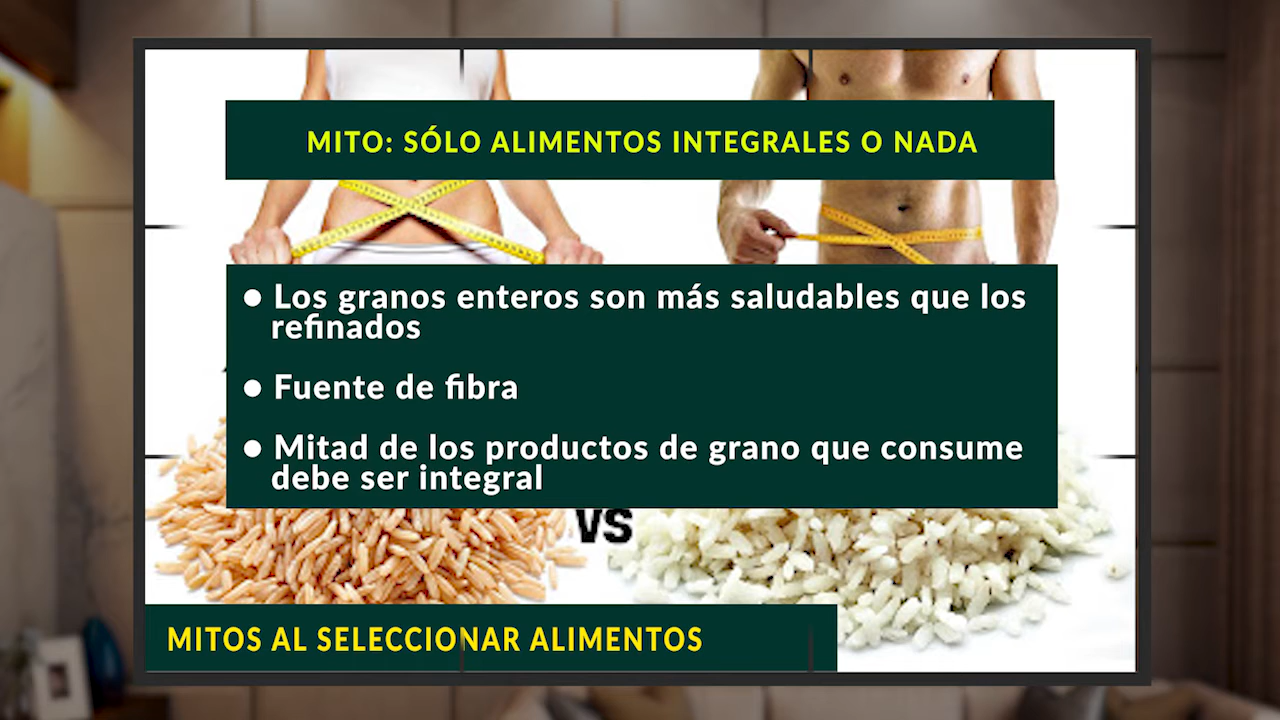 MITO: SÓLO ALIMENTOS INTEGRALES O NADA
● Los granos enteros son más saludables que los
refinados
● Fuente de fibra
● Mitad de los productos de grano que consume
debe ser integral
VS
MITOS AL SELECCIONAR ALIMENTOS